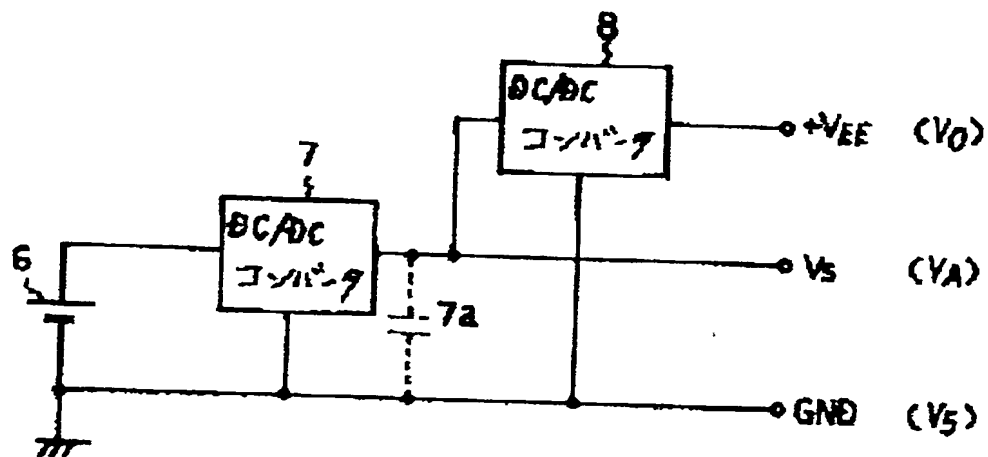 8
DC/DC
コンバータ
+VEE (V0)
7
DC/DC
コンバータ
6
7a
VS (VA)
GND (V5)